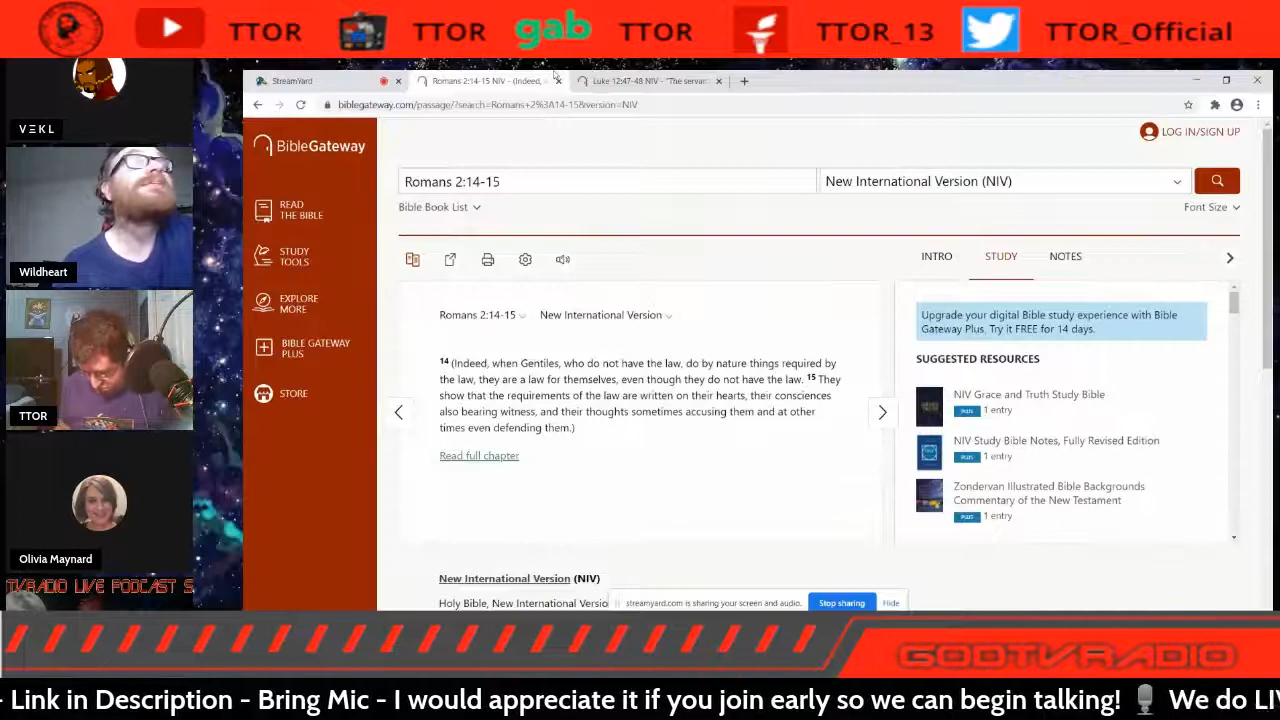 TTOR TTOR gab TTOR TTOR_13 TTOR_Official
StreamYard Romans 2:14-15 NIV - (Indeed, Luke 12:47-48 NIV - "The servan
biblegateway.com/passage/?search=Romans+2%3A14-15&version=NIV
VΞKL
Wildheart
TTOR
Olivia Maynard
TVRADIO LIVE PODCAST S
BibleGateway
READ
THE BIBLE
STUDY
TOOLS
EXPLORE
MORE
BIBLE GATEWAY
PLUS
STORE
LOG IN/SIGN UP
Romans 2:14-15 New International Version (NIV)
Bible Book List Font Size
INTRO STUDY NOTES
Romans 2:14-15 New International Version
14 (Indeed, when Gentiles, who do not have the law, do by nature things required by
the law, they are a law for themselves, even though they do not have the law. 15 They
show that the requirements of the law are written on their hearts, their consciences
also bearing witness, and their thoughts sometimes accusing them and at other
times even defending them.)
Read full chapter
Upgrade your digital Bible study experience with Bible
Gateway Plus. Try it FREE for 14 days.
SUGGESTED RESOURCES
NIV Grace and Truth Study Bible
PLUS 1 entry
NIV Study Bible Notes, Fully Revised Edition
PLUS 1 entry
Zondervan Illustrated Bible Backgrounds
Commentary of the New Testament
PLUS 1 entry
New International Version (NIV)
Holy Bible, New International Versio
streamyard.com is sharing your screen and audio. Stop sharing Hide
GODTVRADIO
- Link in Description - Bring Mic - I would appreciate it if you join early so we can begin talking! 🎙️ We do LI